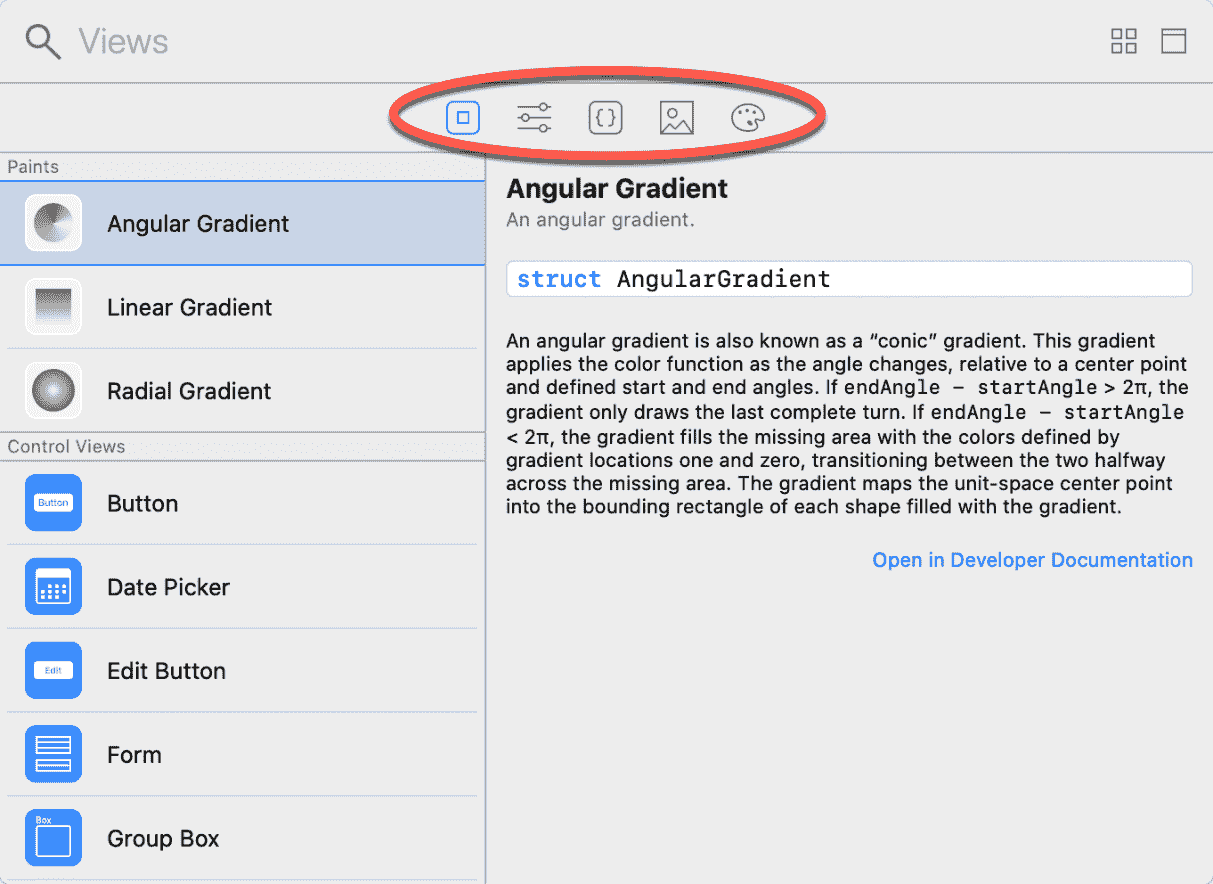 Views
Paints
Angular Gradient
Linear Gradient
Radial Gradient
Control Views
Button
Button
Date Picker
Edit
Edit Button
Form
Box
Group Box
{}
Angular Gradient
An angular gradient.
struct AngularGradient
An angular gradient is also known as a “conic” gradient. This gradient
applies the color function as the angle changes, relative to a center point
and defined start and end angles. If endAngle – startAngle > 2π, the
gradient only draws the last complete turn. If endAngle – startAngle
< 2π, the gradient fills the missing area with the colors defined by
gradient locations one and zero, transitioning between the two halfway
across the missing area. The gradient maps the unit-space center point
into the bounding rectangle of each shape filled with the gradient.
Open in Developer Documentation